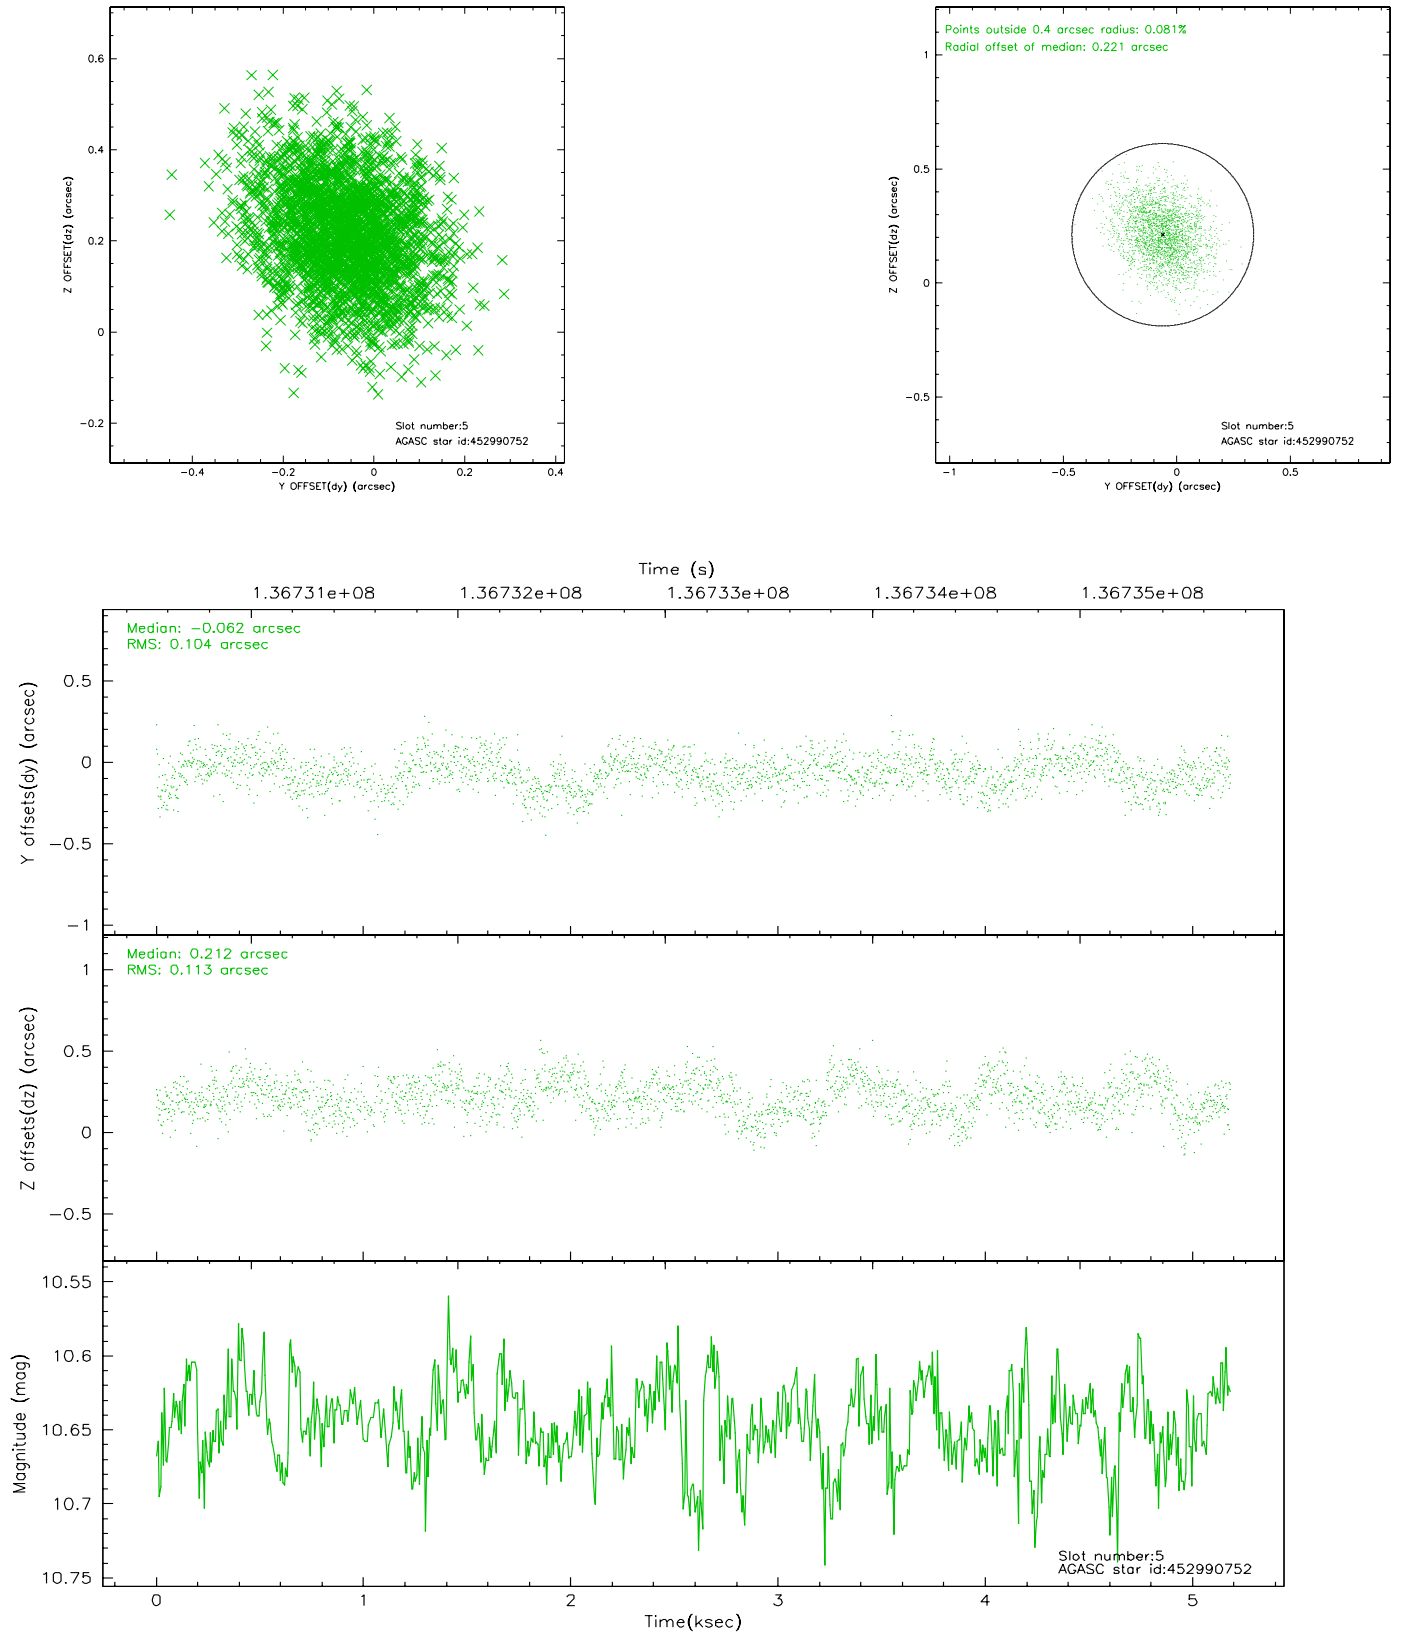 0.6
0.4
0.2
0
−0.2
Z OFFSET(dz) (arcsec)
Slot number:5
AGASC star id:452990752
−0.4 −0.2 0 0.2 0.4
Y OFFSET(dy) (arcsec)
Points outside 0.4 arcsec radius: 0.081%
Radial offset of median: 0.221 arcsec
1
0.5
0
−0.5
Z OFFSET(dz) (arcsec)
Slot number:5
AGASC star id:452990752
−1 −0.5 0 0.5
Y OFFSET(dy) (arcsec)
Time (s)
1.36731e+08 1.36732e+08 1.36733e+08 1.36734e+08 1.36735e+08
Median: −0.062 arcsec
RMS: 0.104 arcsec
0.5
0
−0.5
−1
Y offsets(dy) (arcsec)
Median: 0.212 arcsec
RMS: 0.113 arcsec
1
0.5
0
−0.5
Z offsets(dz) (arcsec)
10.55
10.6
10.65
10.7
10.75
Magnitude (mag)
Slot number:5
AGASC star id:452990752
0 1 2 3 4 5
Time(ksec)